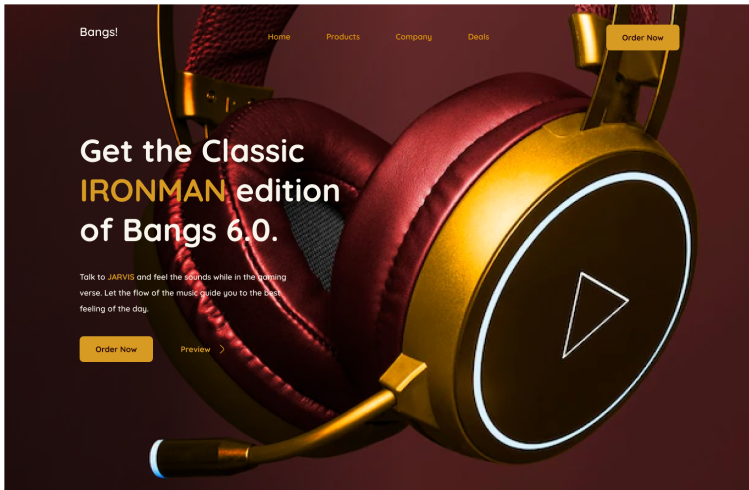 Bangs!
Home Products Company Deals
Order Now
Get the Classic
IRONMAN edition
of Bangs 6.0.
Talk to JARVIS and feel the sounds while in the gaming
verse. Let the flow of the music guide you to the best
feeling of the day.
Order Now Preview